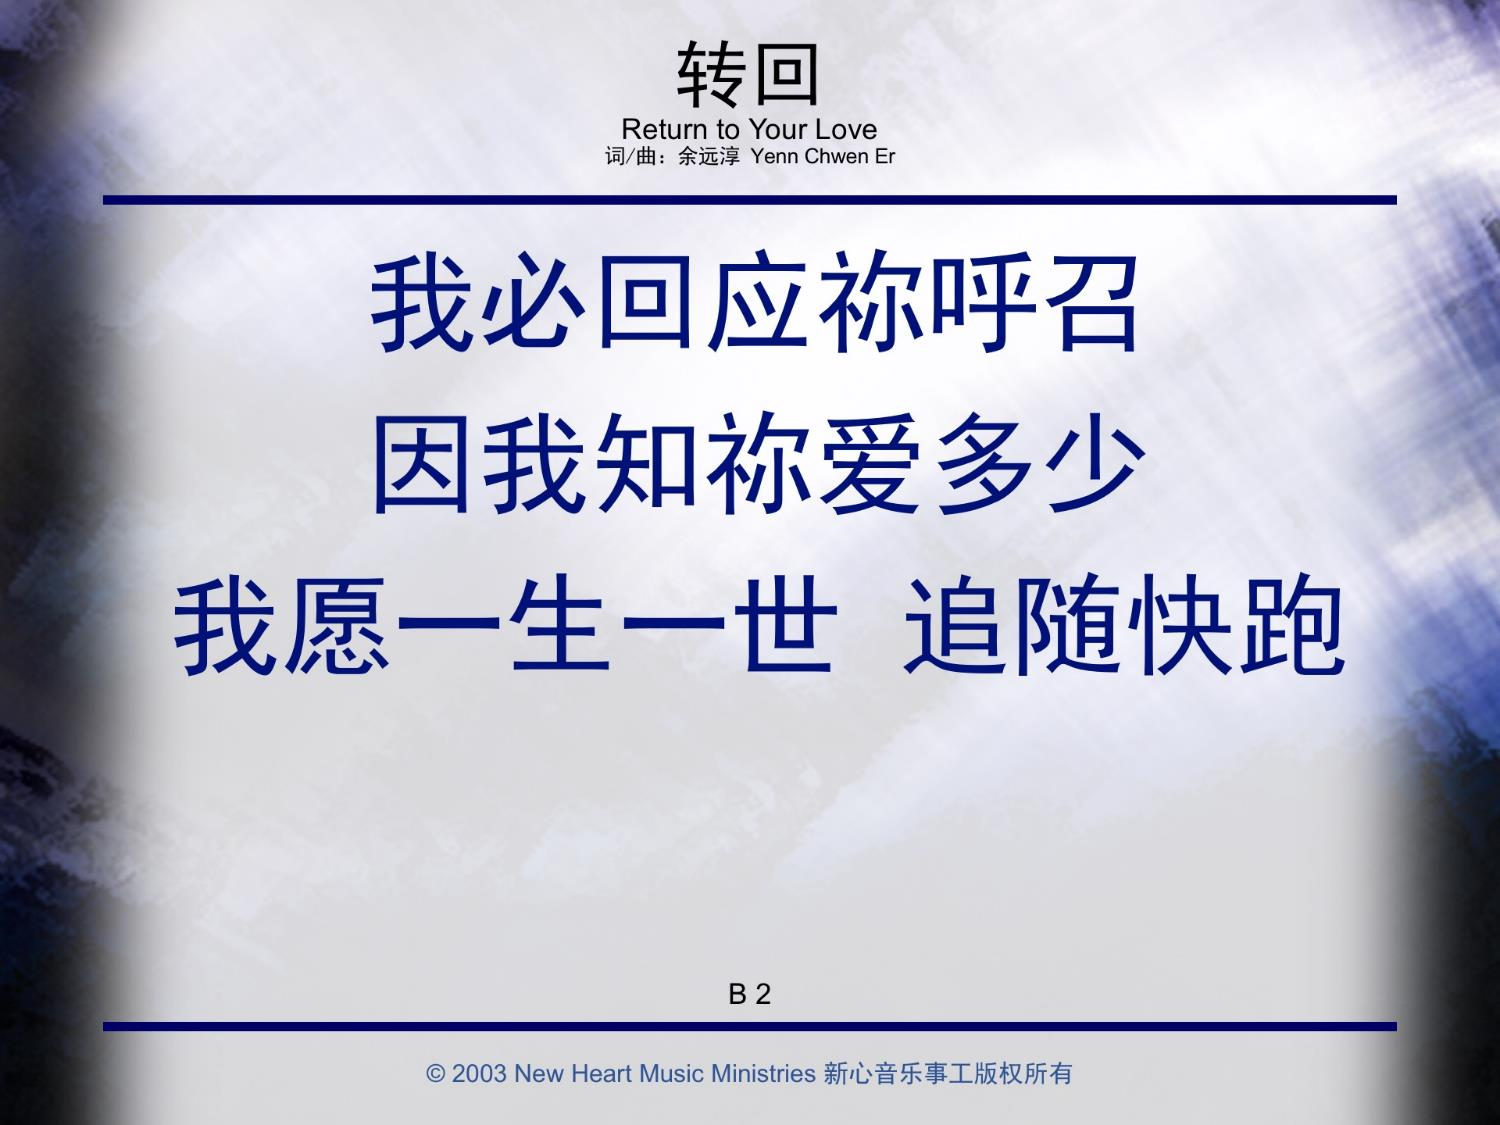 转回
Return to Your Love
词/曲：余远淳 Yenn Chwen Er
我必回应祢呼召
因我知祢爱多少
我愿一生一世 追随快跑
B 2
© 2003 New Heart Music Ministries 新心音乐事工版权所有